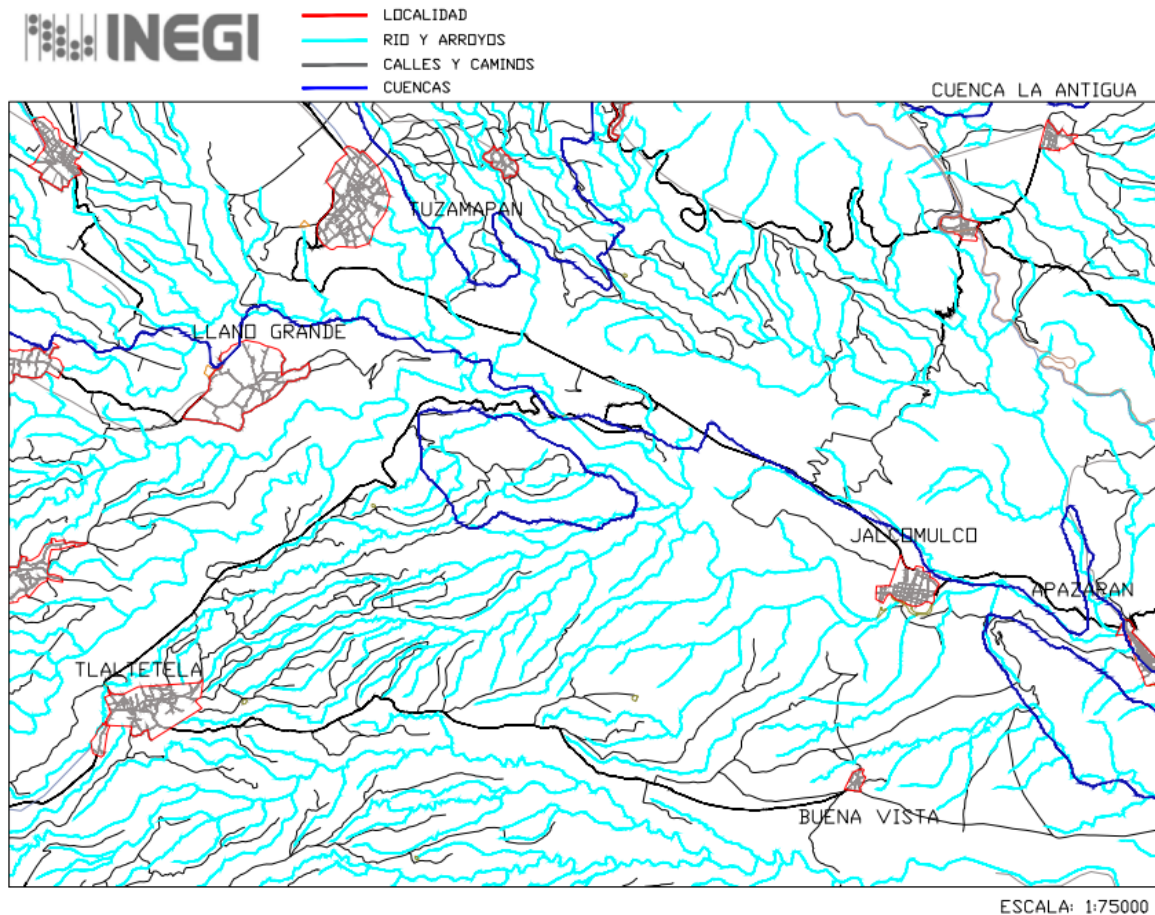 INEGI
LOCALIDAD
RIO Y ARROYOS
CALLES Y CAMINOS
CUENCAS
CUENCA LA ANTIGUA
TUZAMAPAN
LLANO GRANDE
JALCOMULCO
APAZARAN
TLALTETELA
BUENA VISTA
ESCALA: 1:75000